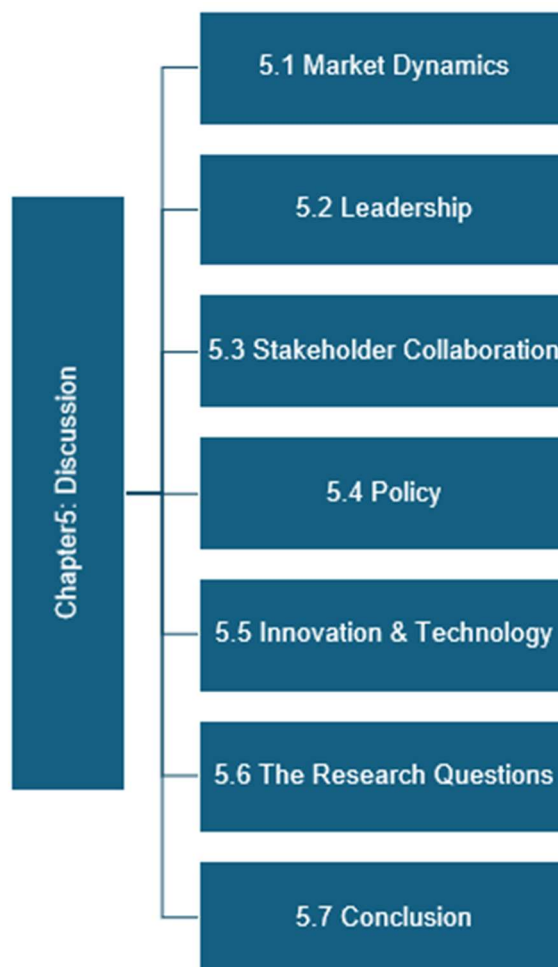 Chapter5: Discussion
5.1 Market Dynamics
5.2 Leadership
5.3 Stakeholder Collaboration
5.4 Policy
5.5 Innovation & Technology
5.6 The Research Questions
5.7 Conclusion